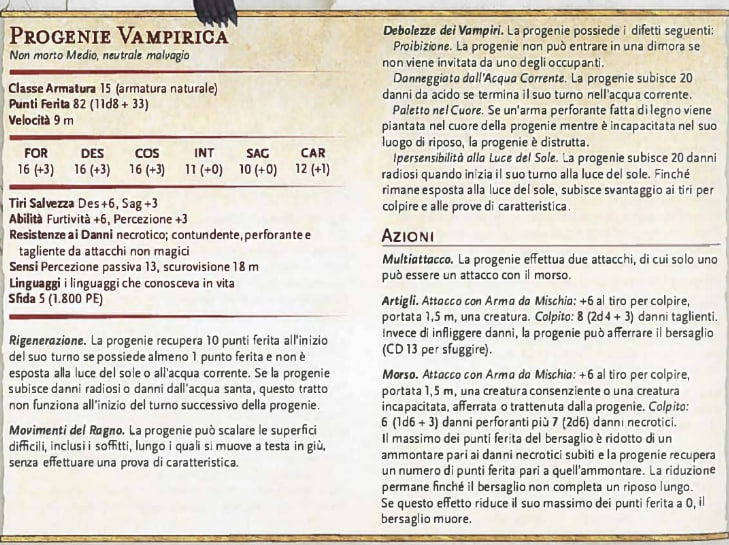 PROGENIE VAMPIRICA
Non morto Medio, neutrale malvagio
Classe Armatura 15 (armatura naturale)
Punti Ferita 82 (11d8 + 33)
Velocità 9 m
FOR DES COS INT SAG CAR
16 (+3) 16 (+3) 16 (+3) 11 (+0) 10 (+0) 12 (+1)
Tiri Salvezza Des +6, Sag +3
Abilità Furtività +6, Percezione +3
Resistenze ai Danni necrotico; contundente, perforante e
tagliente da attacchi non magici
Sensi Percezione passiva 13, scurovisione 18 m
Linguaggi i linguaggi che conosceva in vita
Sfida 5 (1.800 PE)
Rigenerazione. La progenie recupera 10 punti ferita all'inizio
del suo turno se possiede almeno 1 punto ferita e non è
esposta alla luce del sole o all'acqua corrente. Se la progenie
subisce danni radiosi o danni dall'acqua santa, questo tratto
non funziona all'inizio del turno successivo della progenie.
Movimenti del Ragno. La progenie può scalare le superfici
difficili, inclusi i soffitti, lungo i quali si muove a testa in giù,
senza effettuare una prova di caratteristica.
Debolezze dei Vampiri. La progenie possiede i difetti seguenti:
Proibizione. La progenie non può entrare in una dimora se
non viene invitata da uno degli occupanti.
Danneggiata dall'Acqua Corrente. La progenie subisce 20
danni da acido se termina il suo turno nell'acqua corrente.
Paletto nel Cuore. Se un'arma perforante fatta di legno viene
piantata nel cuore della progenie mentre è incapacitata nel suo
luogo di riposo, la progenie è distrutta.
Ipersensibilità alla Luce del Sole. La progenie subisce 20 danni
radiosi quando inizia il suo turno alla luce del sole. Finché
rimane esposta alla luce del sole, subisce svantaggio ai tiri per
colpire e alle prove di caratteristica.
AZIONI
Multiattacco. La progenie effettua due attacchi, di cui solo uno
può essere un attacco con il morso.
Artigli. Attacco con Arma da Mischia: +6 al tiro per colpire,
portata 1,5 m, una creatura. Colpito: 8 (2d4 + 3) danni taglienti.
Invece di infliggere danni, la progenie può afferrare il bersaglio
(CD 13 per sfuggire).
Morso. Attacco con Arma da Mischia: +6 al tiro per colpire,
portata 1,5 m, una creatura consenziente o una creatura
incapacitata, afferrata o trattenuta dalla progenie. Colpito:
6 (1d6 + 3) danni perforanti più 7 (2d6) danni necrotici.
Il massimo dei punti ferita del bersaglio è ridotto di un
ammontare pari ai danni necrotici subiti e la progenie recupera
un numero di punti ferita pari a quell'ammontare. La riduzione
permane finché il bersaglio non completa un riposo lungo.
Se questo effetto riduce il suo massimo dei punti ferita a 0, il
bersaglio muore.